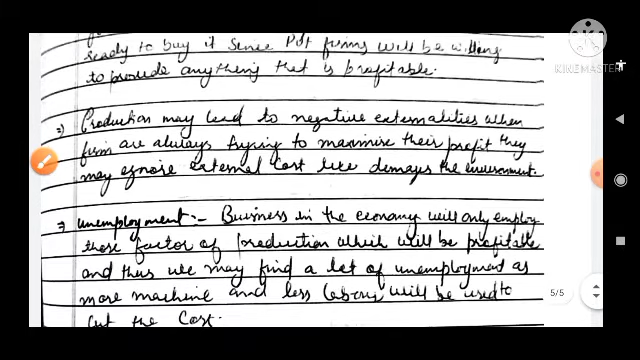 ready to buy it since Pvt firms will be willing
to provide anything that is profitable.
KINEMASTER
2) Production may lead to negative externalities when
firm are always trying to maximise their profit they
may ignore external cost like damages the environment.
⇒ Unemployment:- Business in the economy will only employ
those factor of production which will be profitable
and thus we may find a lot of unemployment as
more machine and less labour will be used to
5/5
cut the cost.